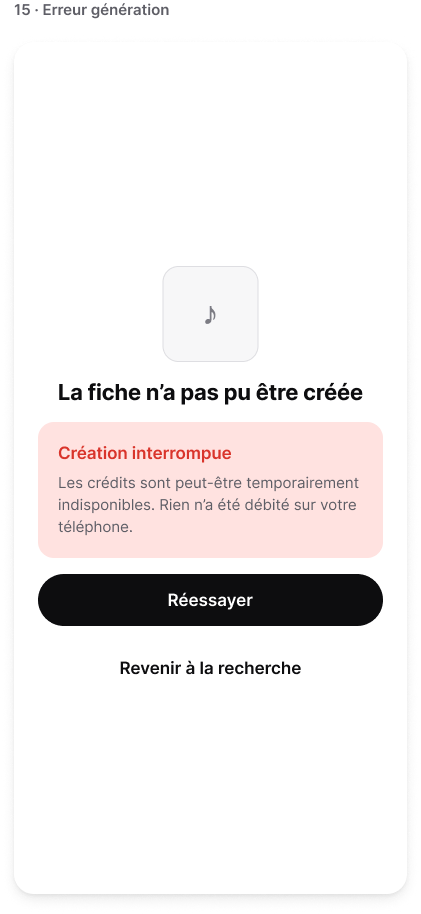 15 · Erreur génération
♪
La fiche n’a pas pu être créée
Création interrompue
Les crédits sont peut-être temporairement
indisponibles. Rien n’a été débité sur votre
téléphone.
Réessayer
Revenir à la recherche